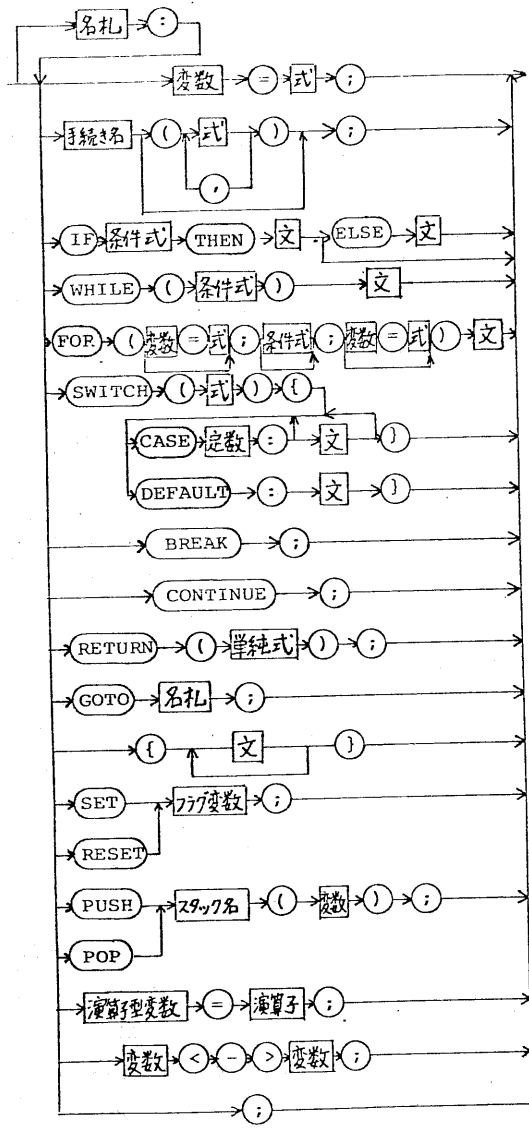 名札 :
変数 = 式 ;
手続き名 ( 式 ) ;
,
IF 条件式 THEN 文 ELSE 文
WHILE ( 条件式 ) 文
FOR ( 変数 = 式 ; 条件式 ; 変数 = 式 ) 文
SWITCH ( 式 ) {
CASE 定数 : 文 }
DEFAULT : 文 }
BREAK ;
CONTINUE ;
RETURN ( 単純式 ) ;
GOTO 名札 ;
{ 文 }
SET フラグ変数 ;
RESET
PUSH スタック名 ( 変数 ) ;
POP
演算子型変数 = 演算子 ;
変数 < - > 変数 ;
;